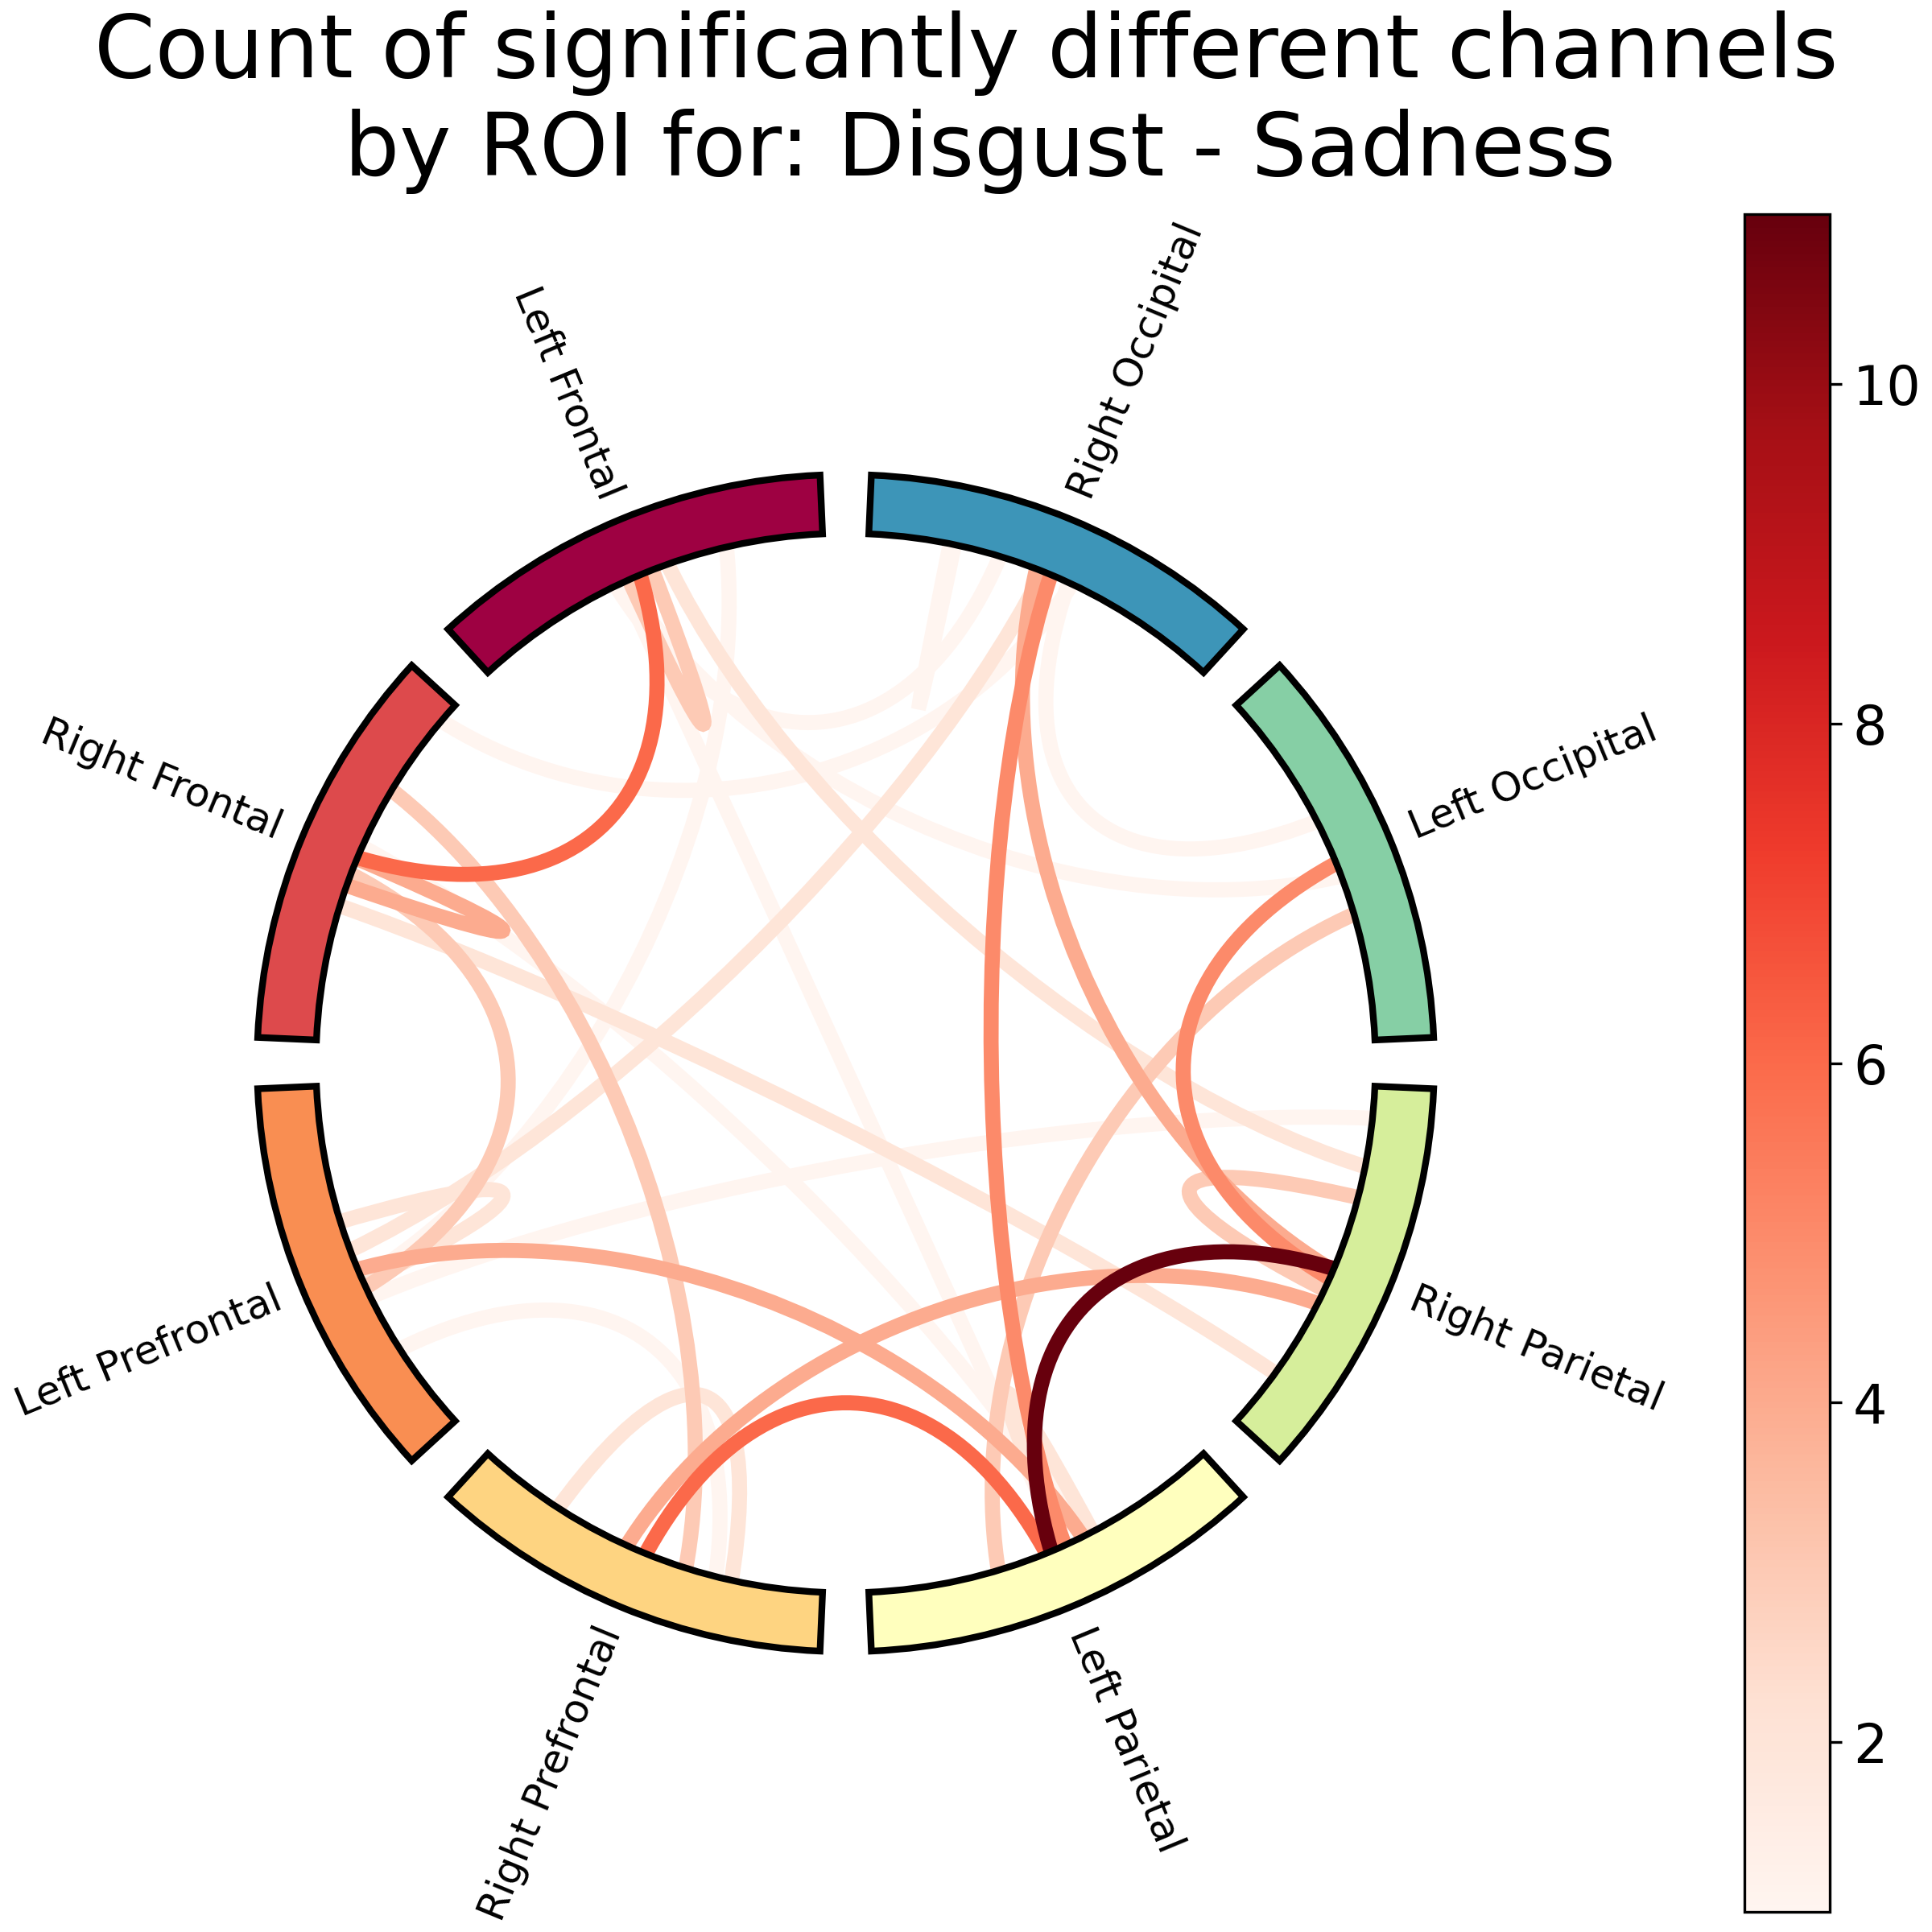 Count of significantly different channels
by ROI for: Disgust - Sadness
Left Frontal
Right Occipital
Right Frontal
Left Occipital
Left Prefrontal
Right Parietal
Right Prefrontal
Left Parietal
10
8
6
4
2